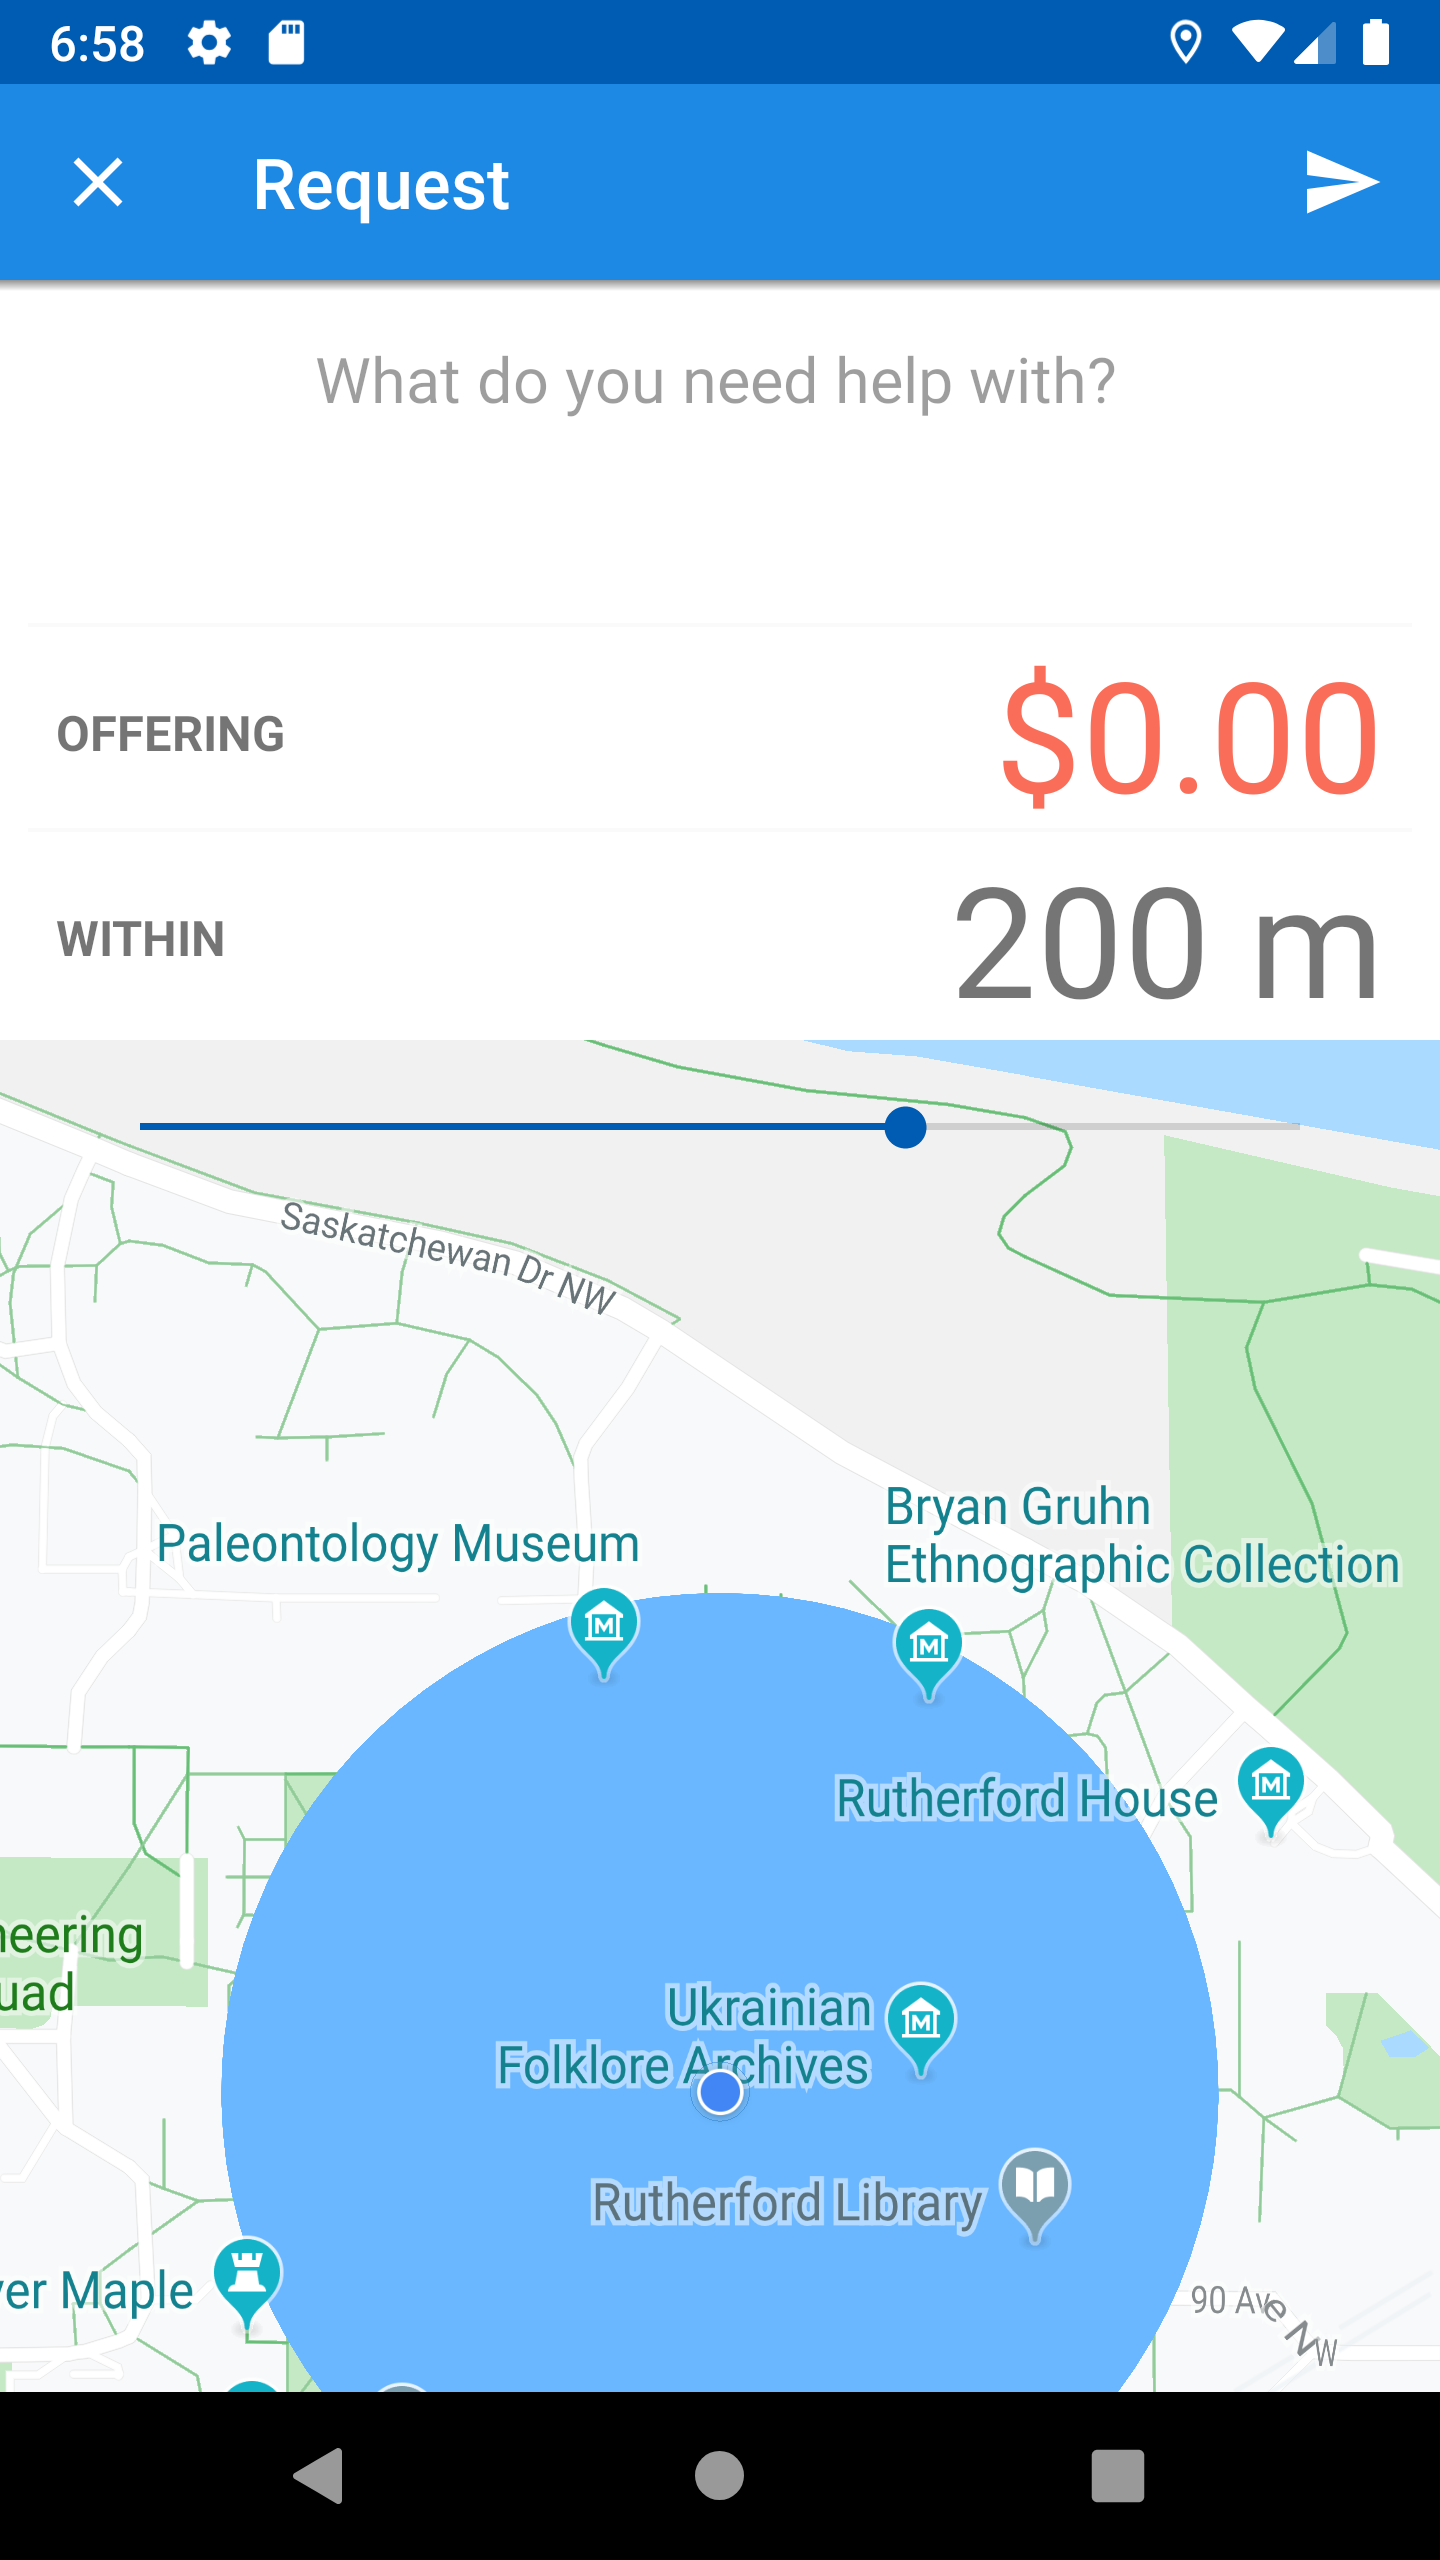 6:58
Request
What do you need help with?
OFFERING
$0.00
WITHIN
200 m
Saskatchewan Dr NW
Bryan Gruhn
Ethnographic Collection
Paleontology Museum
Rutherford House
neering
uad
Ukrainian
Folklore Archives
Rutherford Library
ver Maple
90 Ave NW